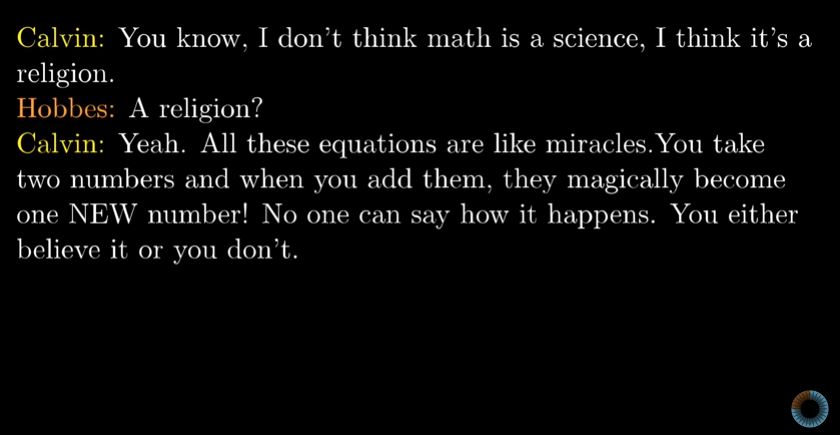 Calvin: You know, I don't think math is a science, I think it's a
religion.
Hobbes: A religion?
Calvin: Yeah. All these equations are like miracles.You take
two numbers and when you add them, they magically become
one NEW number! No one can say how it happens. You either
believe it or you don't.